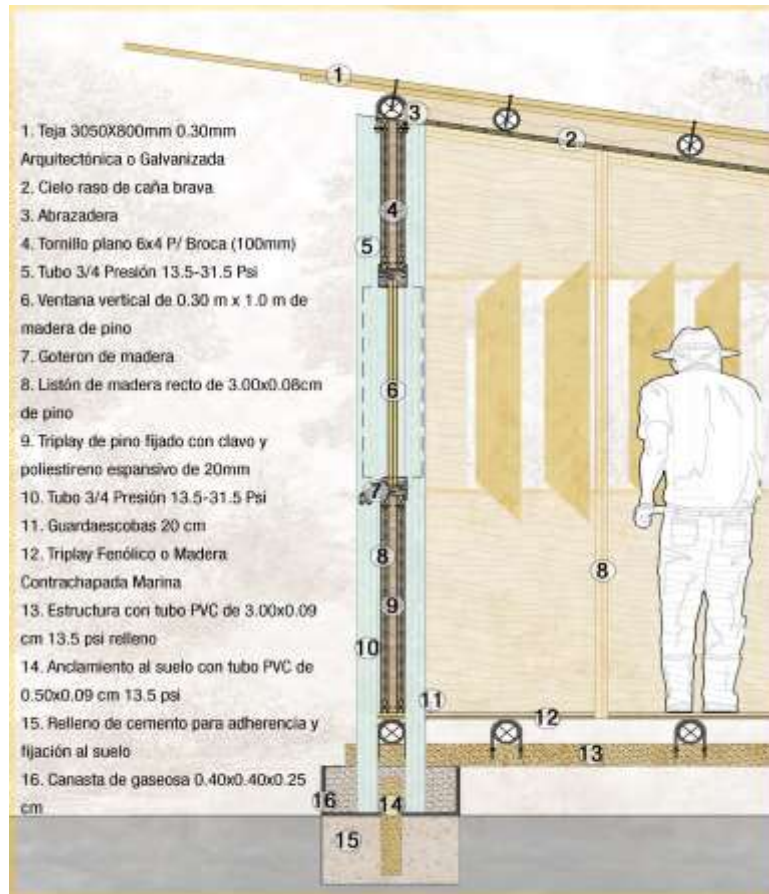 1. Teja 3050X800mm 0.30mm
Arquitectónica o Galvanizada
2. Cielo raso de caña brava
3. Abrazadera
4. Tornillo plano 6x4 P/ Broca (100mm)
5. Tubo 3/4 Presión 13.5-31.5 Psi
6. Ventana vertical de 0.30 m x 1.0 m de
madera de pino
7. Goteron de madera
8. Listón de madera recto de 3.00x0.08cm
de pino
9. Triplay de pino fijado con clavo y
poliestireno espansivo de 20mm
10. Tubo 3/4 Presión 13.5-31.5 Psi
11. Guardaescobas 20 cm
12. Triplay Fenólico o Madera
Contrachapada Marina
13. Estructura con tubo PVC de 3.00x0.09
cm 13.5 psi relleno
14. Anclamiento al suelo con tubo PVC de
0.50x0.09 cm 13.5 psi
15. Relleno de cemento para adherencia y
fijación al suelo
16. Canasta de gaseosa 0.40x0.40x0.25
cm
1
3
2
4
5
6
7
8
8
9
10
11
12
13
16
14
15